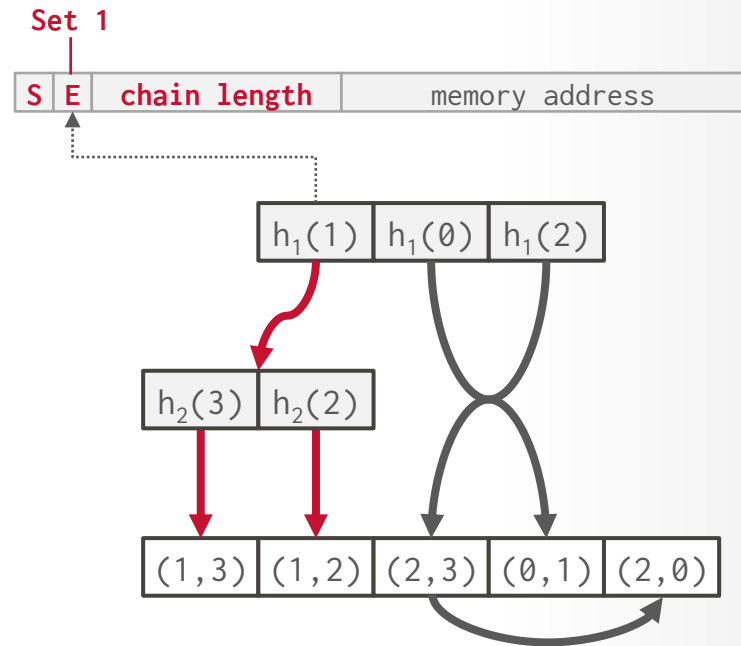 Set 1
S E chain length memory address
h₁(1) h₁(0) h₁(2)
h₂(3) h₂(2)
(1,3) (1,2) (2,3) (0,1) (2,0)